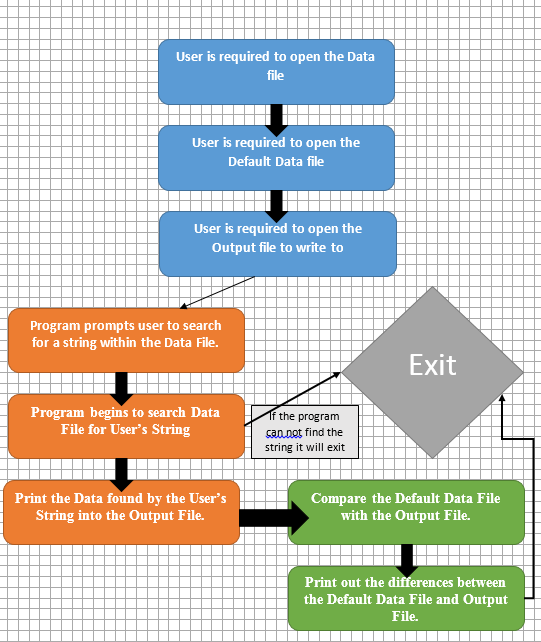 User is required to open the Data
file
User is required to open the
Default Data file
User is required to open the
Output file to write to
Program prompts user to search
for a string within the Data File.
Exit
Program begins to search Data
File for User's String
If the program
can not find the
string it will exit
Print the Data found by the User's
String into the Output File.
Compare the Default Data File
with the Output File.
Print out the differences between
the Default Data File and Output
File.